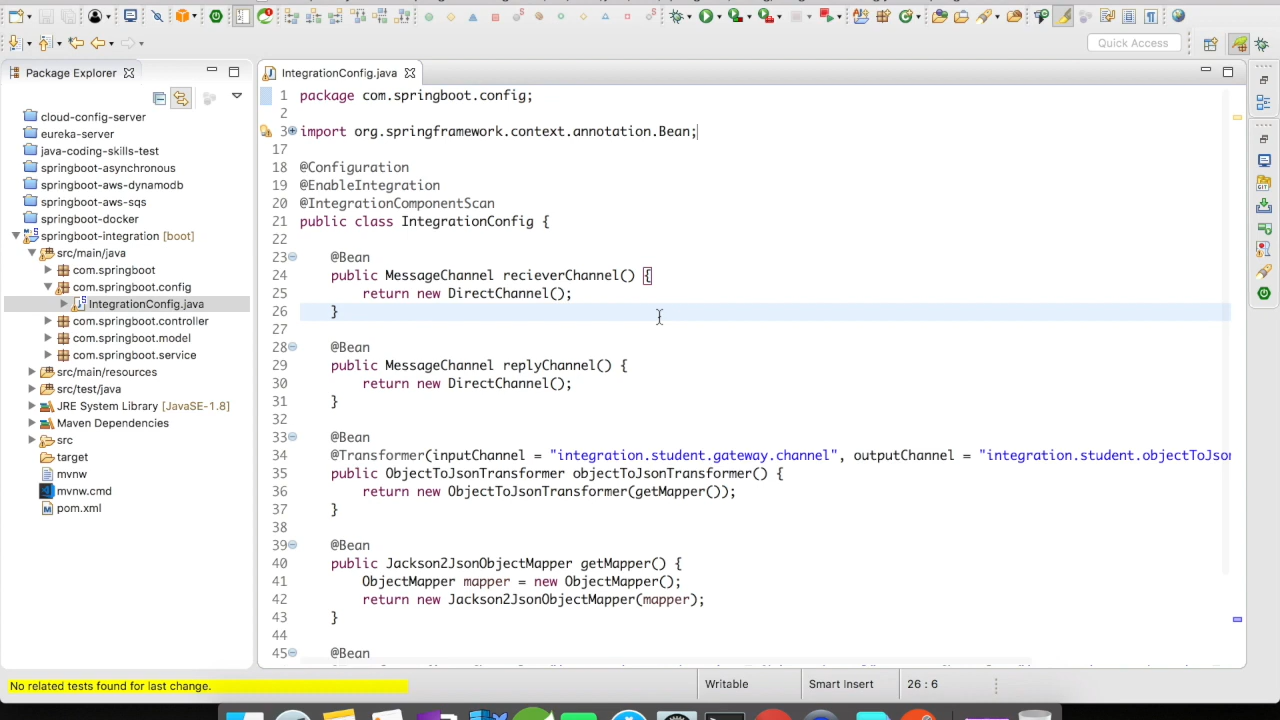 Quick Access
Package Explorer
cloud-config-server
eureka-server
java-coding-skills-test
springboot-asynchronous
springboot-aws-dynamodb
springboot-aws-sqs
springboot-docker
springboot-integration [boot]
src/main/java
com.springboot
com.springboot.config
IntegrationConfig.java
com.springboot.controller
com.springboot.model
com.springboot.service
src/main/resources
src/test/java
JRE System Library [JavaSE-1.8]
Maven Dependencies
src
target
mvnw
mvnw.cmd
pom.xml
IntegrationConfig.java
1 package com.springboot.config;
2
3 import org.springframework.context.annotation.Bean;
17
18 @Configuration
19 @EnableIntegration
20 @IntegrationComponentScan
21 public class IntegrationConfig {
22
23 @Bean
24 public MessageChannel recieverChannel() {
25 return new DirectChannel();
26 }
27
28 @Bean
29 public MessageChannel replyChannel() {
30 return new DirectChannel();
31 }
32
33 @Bean
34 @Transformer(inputChannel = "integration.student.gateway.channel", outputChannel = "integration.student.objectToJson
35 public ObjectToJsonTransformer objectToJsonTransformer() {
36 return new ObjectToJsonTransformer(getMapper());
37 }
38
39 @Bean
40 public Jackson2JsonObjectMapper getMapper() {
41 ObjectMapper mapper = new ObjectMapper();
42 return new Jackson2JsonObjectMapper(mapper);
43 }
44
45 @Bean
No related tests found for last change.
Writable
Smart Insert
26 : 6